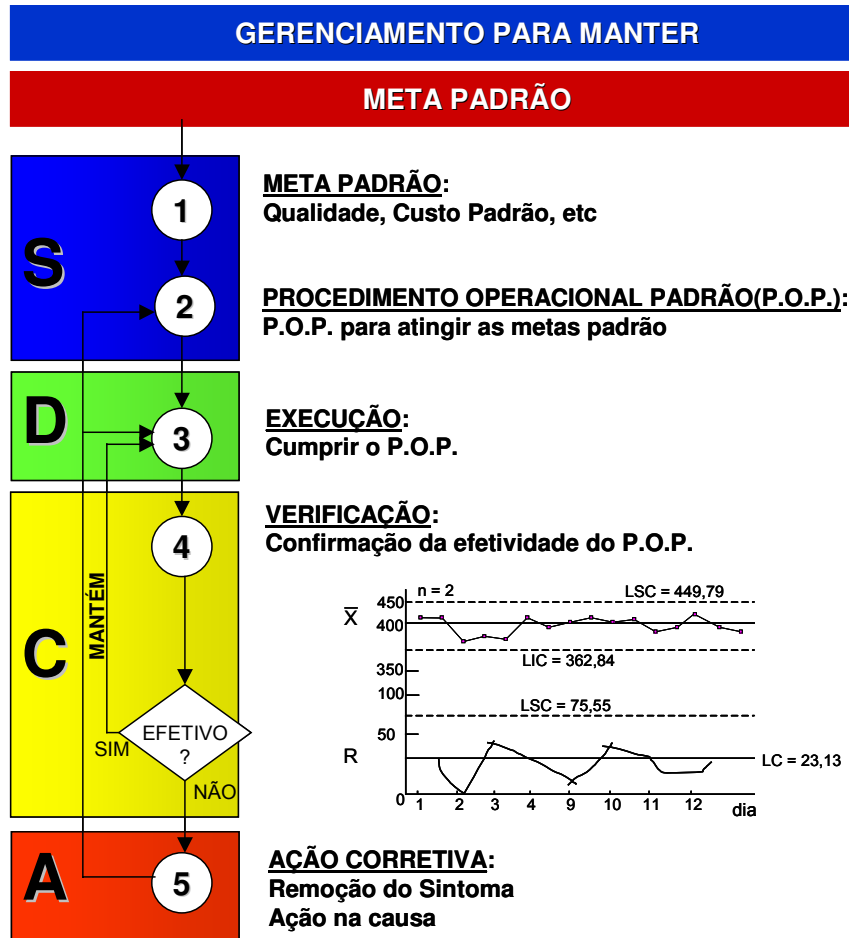 GERENCIAMENTO PARA MANTER
META PADRÃO
S
1
META PADRÃO:
Qualidade, Custo Padrão, etc
2
PROCEDIMENTO OPERACIONAL PADRÃO(P.O.P.):
P.O.P. para atingir as metas padrão
D
3
EXECUÇÃO:
Cumprir o P.O.P.
C
4
VERIFICAÇÃO:
Confirmação da efetividade do P.O.P.
MANTÉM
EFETIVO
?
SIM
NÃO
X̅
450
400
350
n = 2
LSC = 449,79
LIC = 362,84
100
50
0
R
LSC = 75,55
LC = 23,13
1 2 3 4 9 10 11 12 dia
A
5
AÇÃO CORRETIVA:
Remoção do Sintoma
Ação na causa